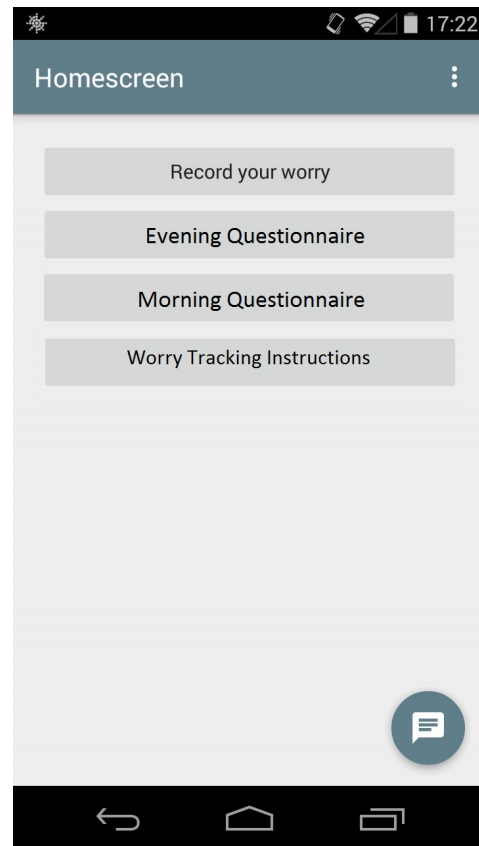 17:22
Homescreen
Record your worry
Evening Questionnaire
Morning Questionnaire
Worry Tracking Instructions